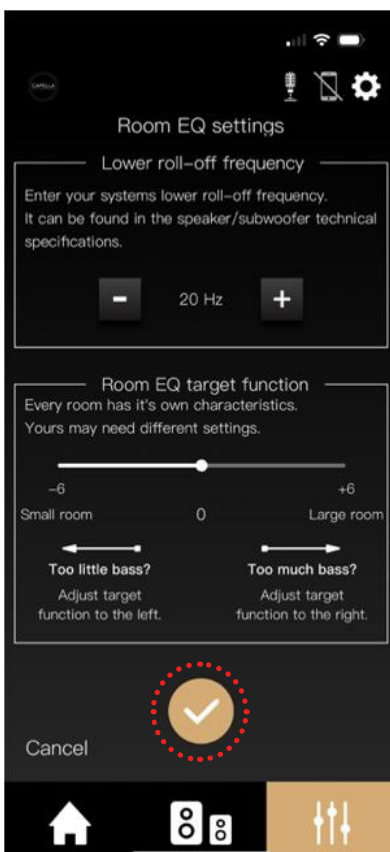 CAPELLA
Room EQ settings
Lower roll-off frequency
Enter your systems lower roll-off frequency.
It can be found in the speaker/subwoofer technical
specifications.
- 20 Hz +
Room EQ target function
Every room has it's own characteristics.
Yours may need different settings.
-6 +6
Small room 0 Large room
Too little bass? Too much bass?
Adjust target Adjust target
function to the left. function to the right.
Cancel